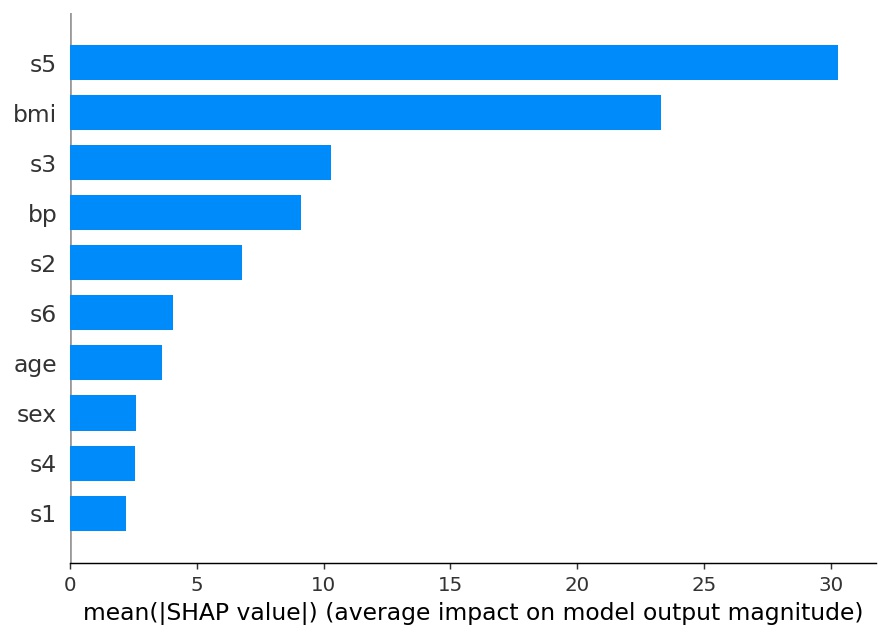 s5
bmi
s3
bp
s2
s6
age
sex
s4
s1
0 5 10 15 20 25 30
mean(|SHAP value|) (average impact on model output magnitude)